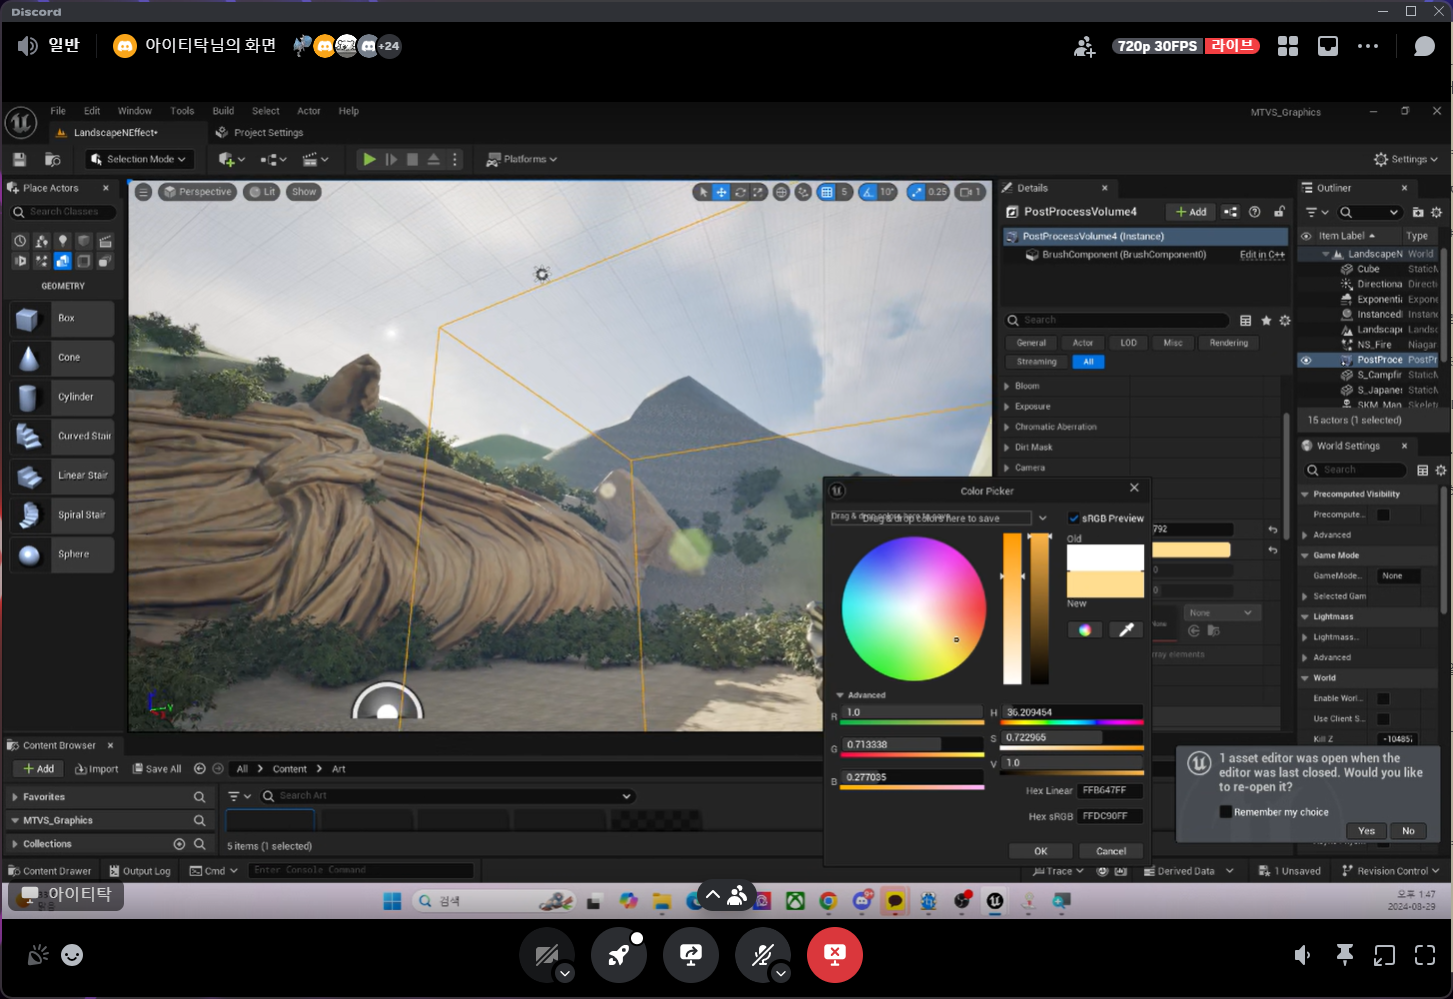 Discord
일반
아이티탁님의 화면
+24
720p 30FPS 라이브
File Edit Window Tools Build Select Actor Help
MTVS_Graphics
LandscapeNEffect•
Project Settings
Selection Mode
Platforms
Settings
Place Actors
Search Classes
GEOMETRY
Box
Cone
Cylinder
Curved Stair
Linear Stair
Spiral Stair
Sphere
Perspective Lit Show
5 10° 0.25 1
Details
PostProcessVolume4
Add
PostProcessVolume4 (Instance)
BrushComponent (BrushComponent0)
Edit in C++
Search
General Actor LOD Misc Rendering
Streaming All
Bloom
Exposure
Chromatic Aberration
Dirt Mask
Camera
792
None
rray elements
Outliner
Item Label Type
LandscapeN World
Cube StaticM
Directiona Directi
Exponentia Expone
Instancedi Instanc
Landscape Landsc
NS_Fire Niagar
PostProce PostPr
S_Campfir StaticM
S_Japaner StaticM
SKM_Man Skeleta
15 actors (1 selected)
World Settings
Search
Precomputed Visibility
Precompute...
Advanced
Game Mode
GameMode... None
Selected Gam
Lightmass
Lightmass...
Advanced
World
Enable Worl...
Use Client S...
Kill Z
Color Picker
Drag & drop colors here to save
sRGB Preview
Old
New
Advanced
R 1.0
G 0.713338
B 0.277035
H 36.209454
S 0.722965
V 1.0
Hex Linear FFB647FF
Hex sRGB FFDC90FF
OK Cancel
1 asset editor was open when the
editor was last closed. Would you like
to re-open it?
Remember my choice
Yes No
Content Browser
Add Import Save All All Content Art
Favorites
MTVS_Graphics
Collections
Search Art
5 items (1 selected)
Content Drawer Output Log Cmd Enter Console Command
Trace Derived Data 1 Unsaved Revision Control
아이티탁
검색
오후 1:47
2024-08-29